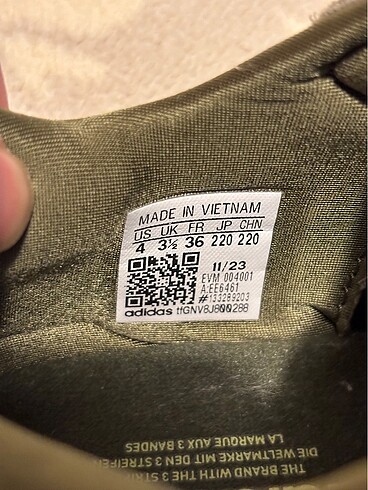 MADE IN VIETNAM
US UK FR JP CHN
4 3½ 36 220 220
11/23
EVM 004001
A:EE6461
#133289203
adidas ttGNV8J800288
THE BRAND WITH THE 3
DIE WELTMARKE MIT DEN 3 STREIFEN
LA MARQUE AUX 3 BANDES